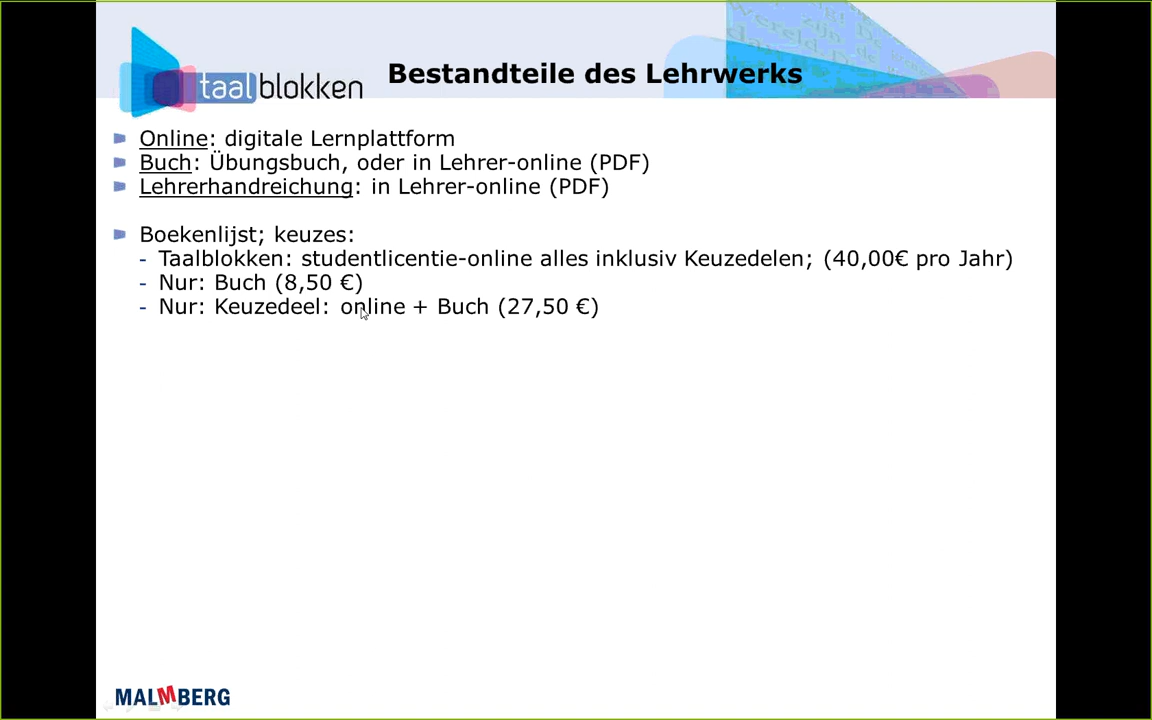 taalblokken
Bestandteile des Lehrwerks
Online: digitale Lernplattform
Buch: Übungsbuch, oder in Lehrer-online (PDF)
Lehrerhandreichung: in Lehrer-online (PDF)
Boekenlijst; keuzes:
- Taalblokken: studentlicentie-online alles inklusiv Keuzedelen; (40,00€ pro Jahr)
- Nur: Buch (8,50 €)
- Nur: Keuzedeel: online + Buch (27,50 €)
MALMBERG